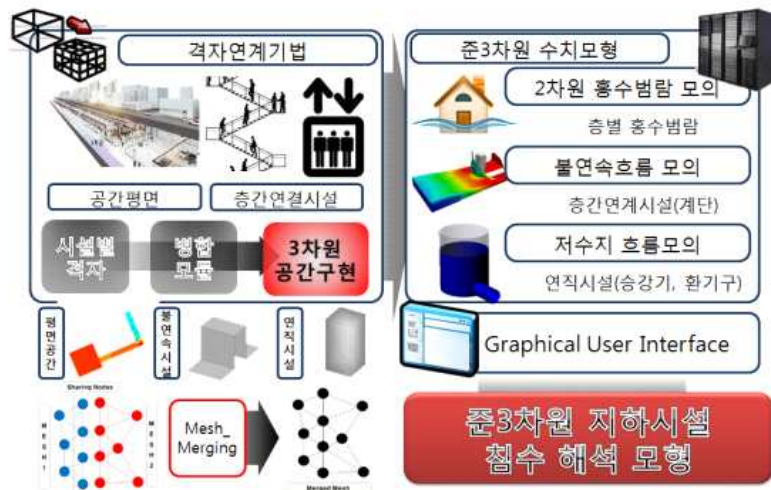 격자연계기법
공간평면
층간연결시설
시설별
격자
병합
모듈
3차원
공간구현
평면공간
불연속시설
연직시설
Sharing Nodes
MESH1
MESH2
Mesh_
Merging
Merged Mesh
준3차원 수치모형
2차원 홍수범람 모의
층별 홍수범람
불연속흐름 모의
층간연계시설(계단)
저수지 흐름모의
연직시설(승강기, 환기구)
Graphical User Interface
준3차원 지하시설
침수 해석 모형